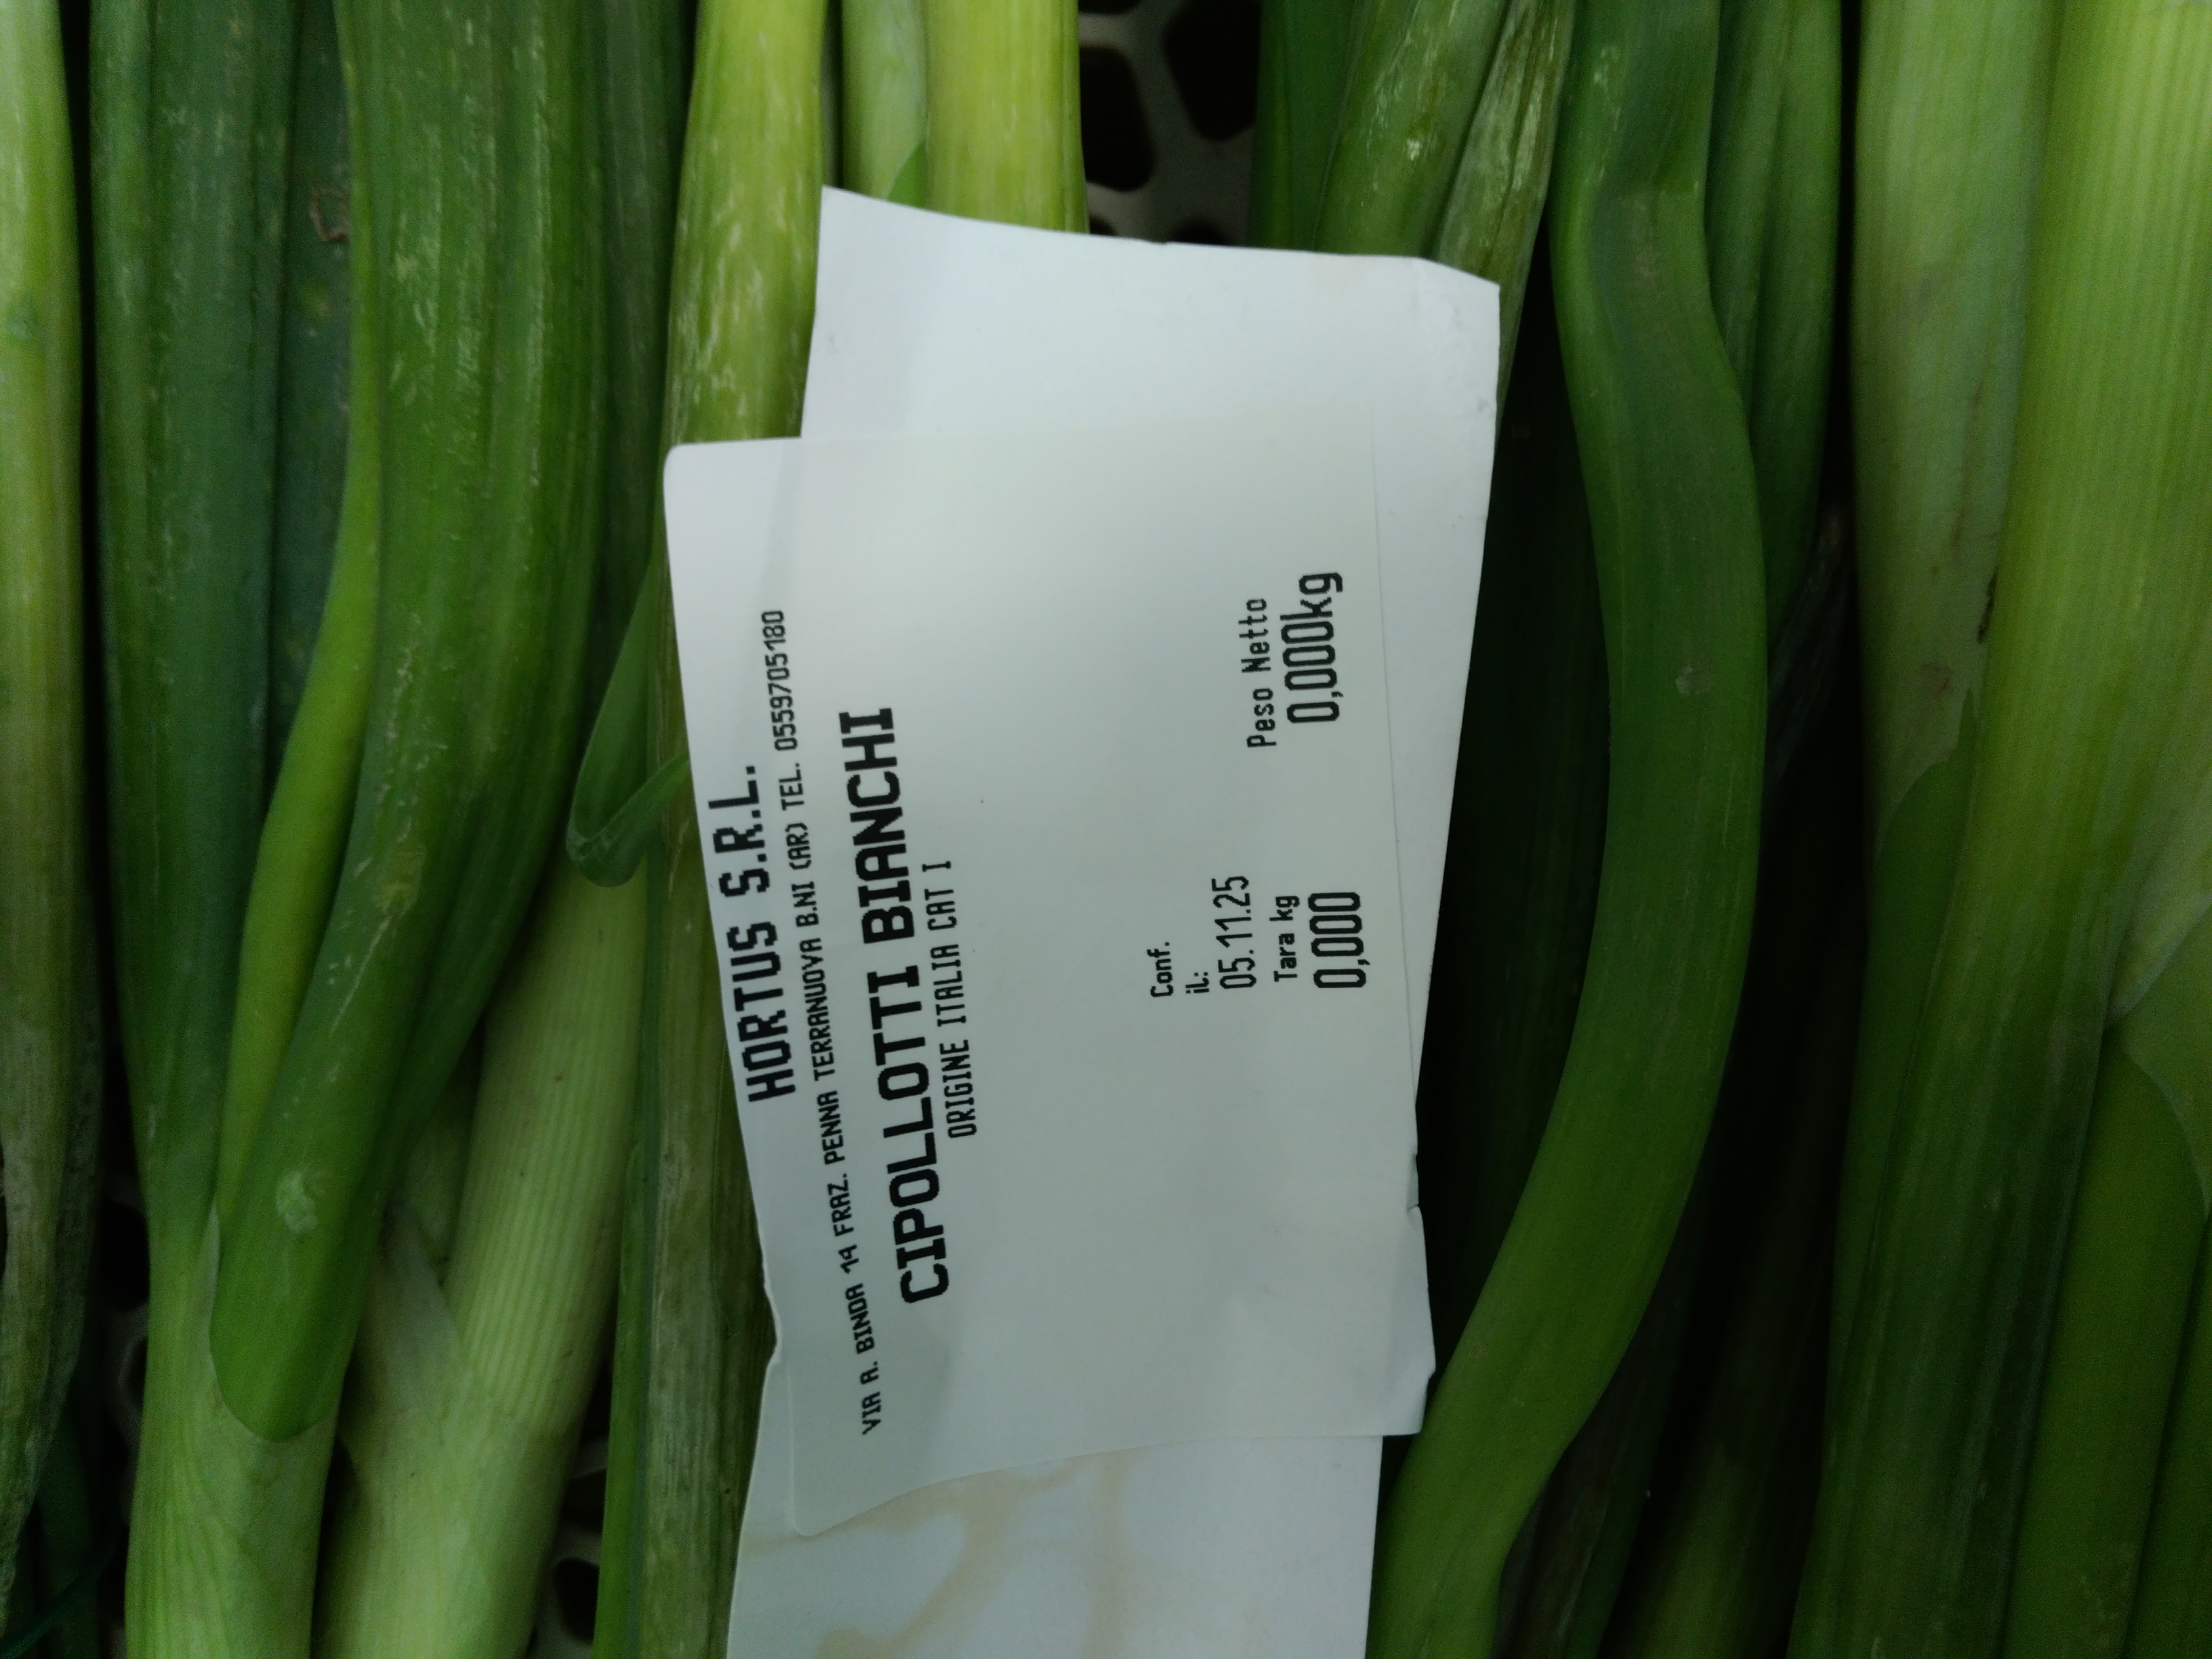 HORTUS S.R.L.
VIA A. BINDA 14 FRAZ. PENNA TERRANUOVA B.NI (AR) TEL. 0559705180
CIPOLLOTTI BIANCHI
ORIGINE ITALIA CAT I
Conf.
iL:
05.11.25
Peso Netto
Tara kg
0,000kg
0,000